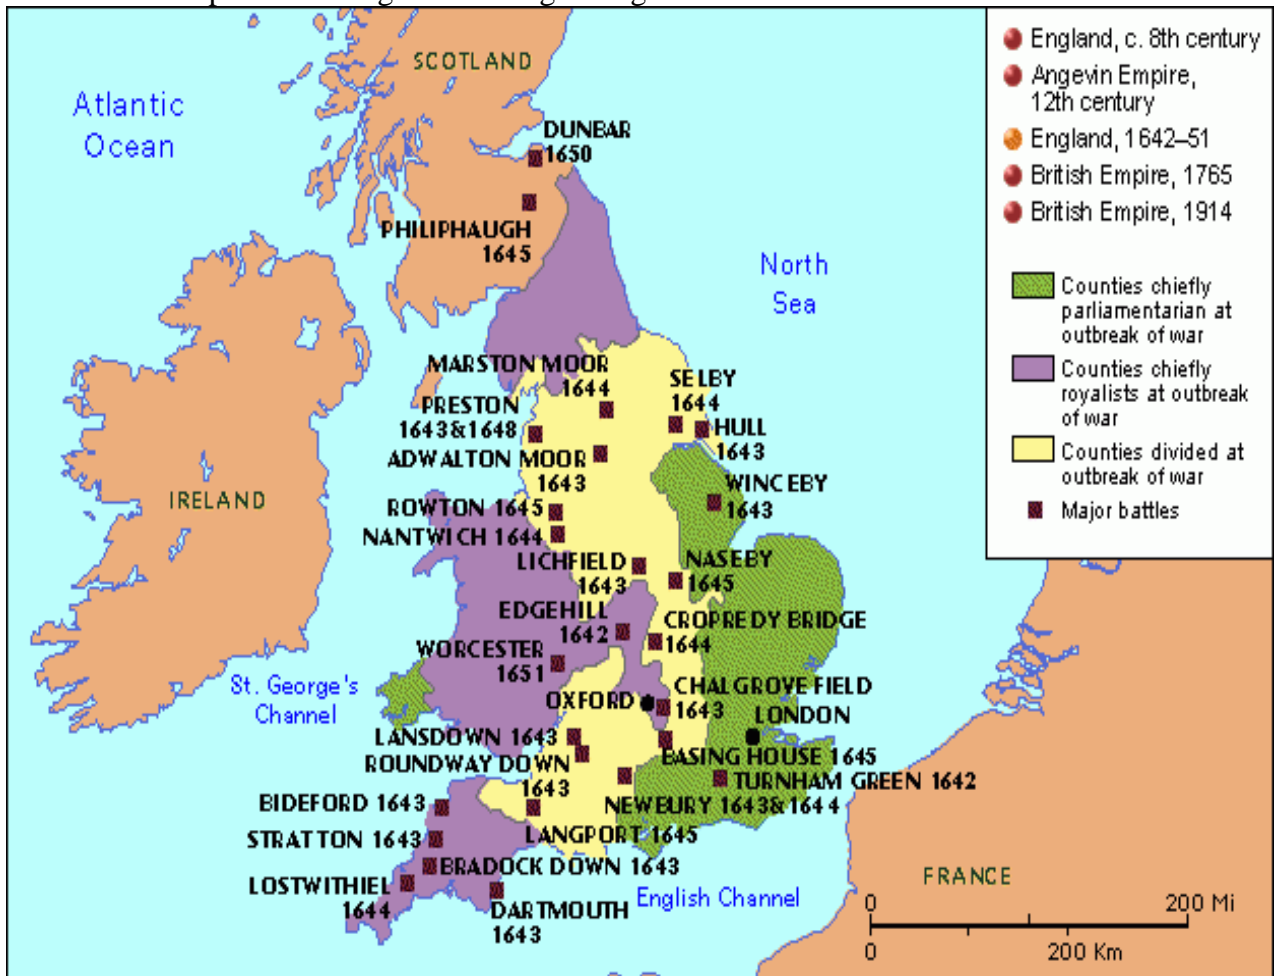 SCOTLAND
Atlantic
Ocean
DUNBAR
1650
PHILIPHAUGH
1645
North
Sea
MARSTON MOOR
1644
SELBY
1644
PRESTON
1643&1648
HULL
1643
ADWALTON MOOR
1643
WINCEBY
1643
IRELAND
ROWTON 1645
NANTWICH 1644
LICHFIELD
1643
NASEBY
1645
EDGEHILL
1642
CROPREDY BRIDGE
1644
WORCESTER
1651
St. George's
Channel
OXFORD
CHALGROVE FIELD
1643
LONDON
LANSDOWN 1643
BASING HOUSE 1645
ROUNDWAY DOWN
1643
TURNHAM GREEN 1642
BIDEFORD 1643
NEWBURY 1643&1644
STRATTON 1643
LANGPORT 1645
BRADOCK DOWN 1643
LOSTWITHIEL
1644
DARTMOUTH
1643
English Channel
FRANCE
0
200 Mi
0
200 Km
England, c. 8th century
Angevin Empire,
12th century
England, 1642–51
British Empire, 1765
British Empire, 1914
Counties chiefly
parliamentarian at
outbreak of war
Counties chiefly
royalists at outbreak
of war
Counties divided at
outbreak of war
Major battles